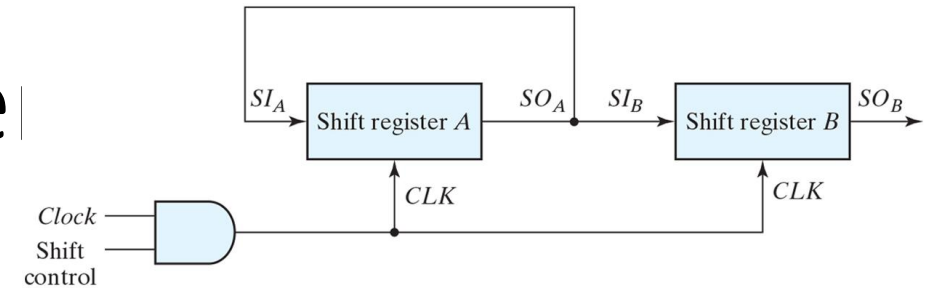 e
SI_A
Shift register A
SO_A
SI_B
Shift register B
SO_B
CLK
CLK
Clock
Shift
control